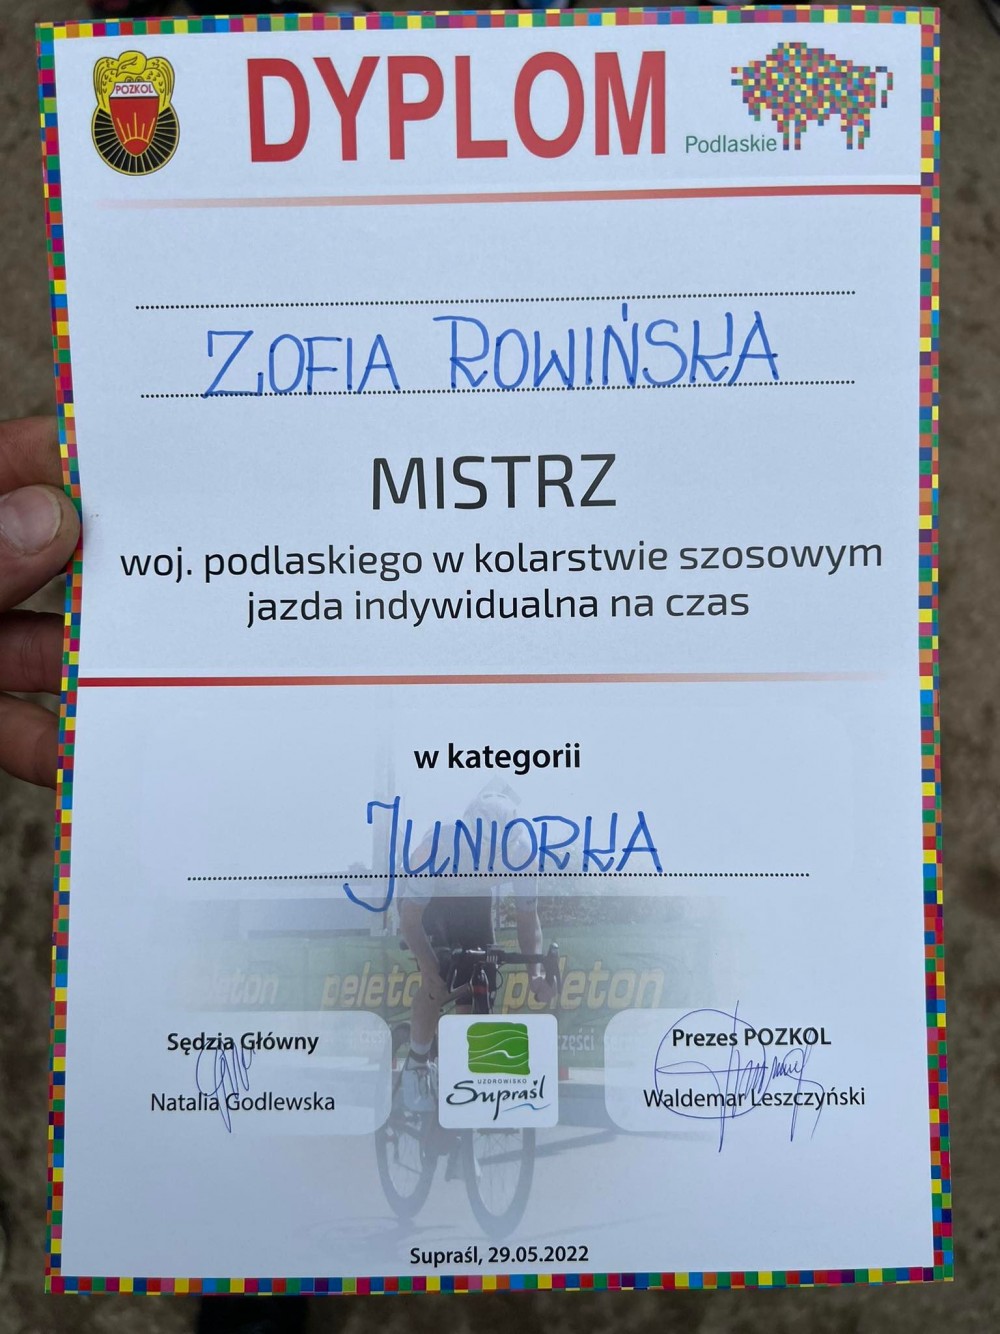 POZKOL
DYPLOM
Podlaskie
ZOFIA ROWIŃSKA
MISTRZ
woj. podlaskiego w kolarstwie szosowym
jazda indywidualna na czas
w kategorii
JUNIORKA
peleton
peleton
Sędzia Główny
Natalia Godlewska
UZDROWISKO
Supraśl
Prezes POZKOL
Waldemar Leszczyński
Supraśl, 29.05.2022